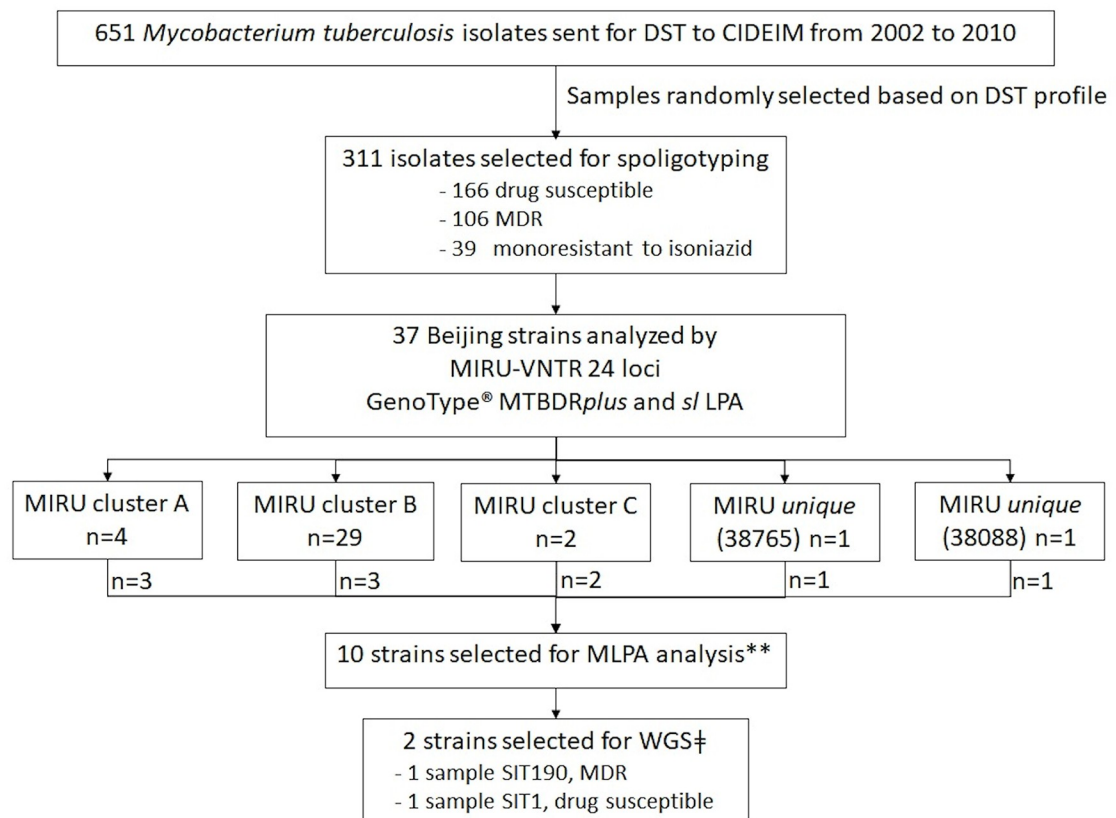 651 Mycobacterium tuberculosis isolates sent for DST to CIDEIM from 2002 to 2010
Samples randomly selected based on DST profile
311 isolates selected for spoligotyping
- 166 drug susceptible
- 106 MDR
- 39 monoresistant to isoniazid
37 Beijing strains analyzed by
MIRU-VNTR 24 loci
GenoType® MTBDRplus and sl LPA
MIRU cluster A
n=4
MIRU cluster B
n=29
MIRU cluster C
n=2
MIRU unique
(38765) n=1
MIRU unique
(38088) n=1
n=3
n=3
n=2
n=1
n=1
10 strains selected for MLPA analysis**
2 strains selected for WGSǂ
- 1 sample SIT190, MDR
- 1 sample SIT1, drug susceptible